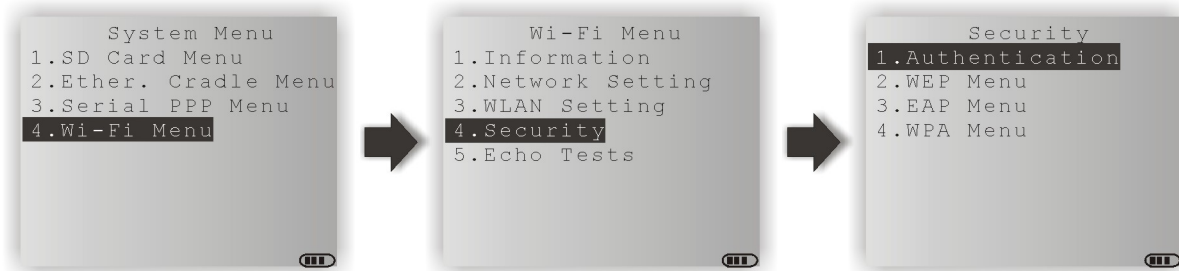 System Menu
1.SD Card Menu
2.Ether. Cradle Menu
3.Serial PPP Menu
4.Wi-Fi Menu
Wi-Fi Menu
1.Information
2.Network Setting
3.WLAN Setting
4.Security
5.Echo Tests
Security
1.Authentication
2.WEP Menu
3.EAP Menu
4.WPA Menu